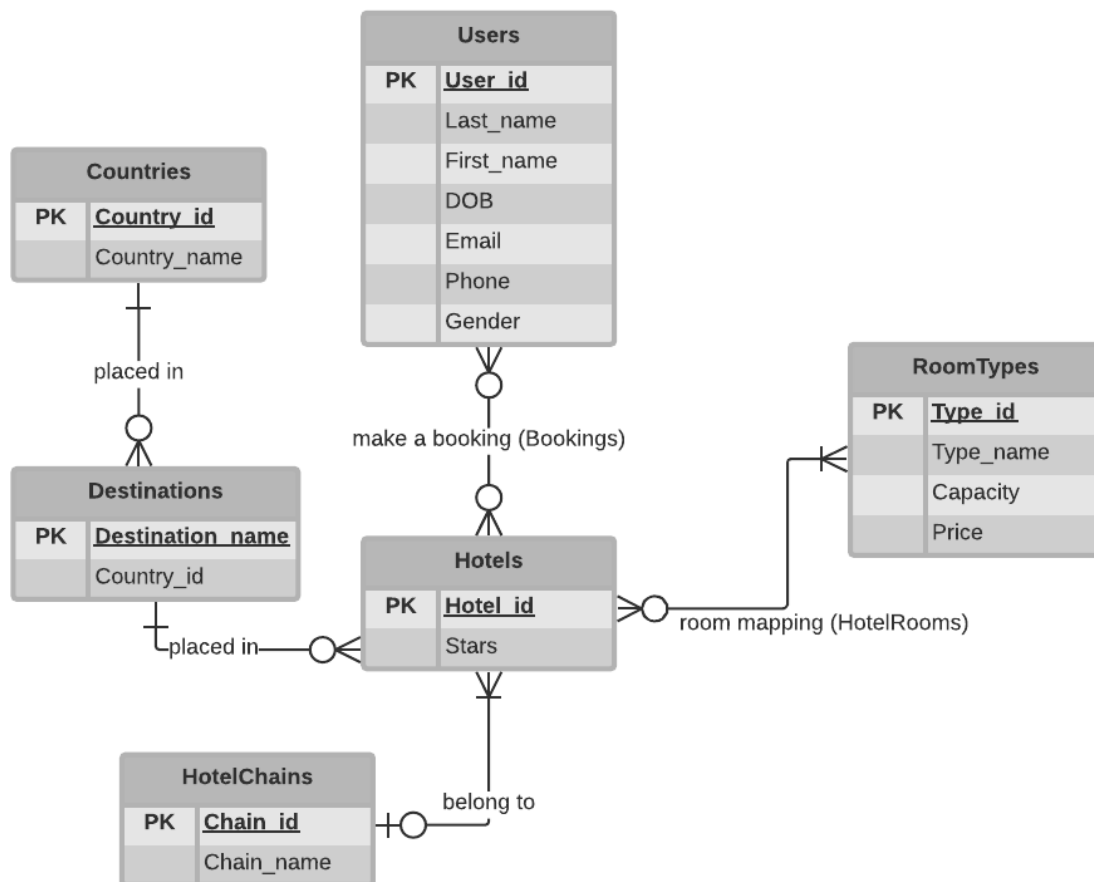 Users
PK User_id
Last_name
First_name
DOB
Email
Phone
Gender
Countries
PK Country_id
Country_name
placed in
make a booking (Bookings)
RoomTypes
PK Type_id
Type_name
Capacity
Price
Destinations
PK Destination_name
Country_id
placed in
Hotels
PK Hotel_id
Stars
room mapping (HotelRooms)
HotelChains
PK Chain_id
Chain_name
belong to